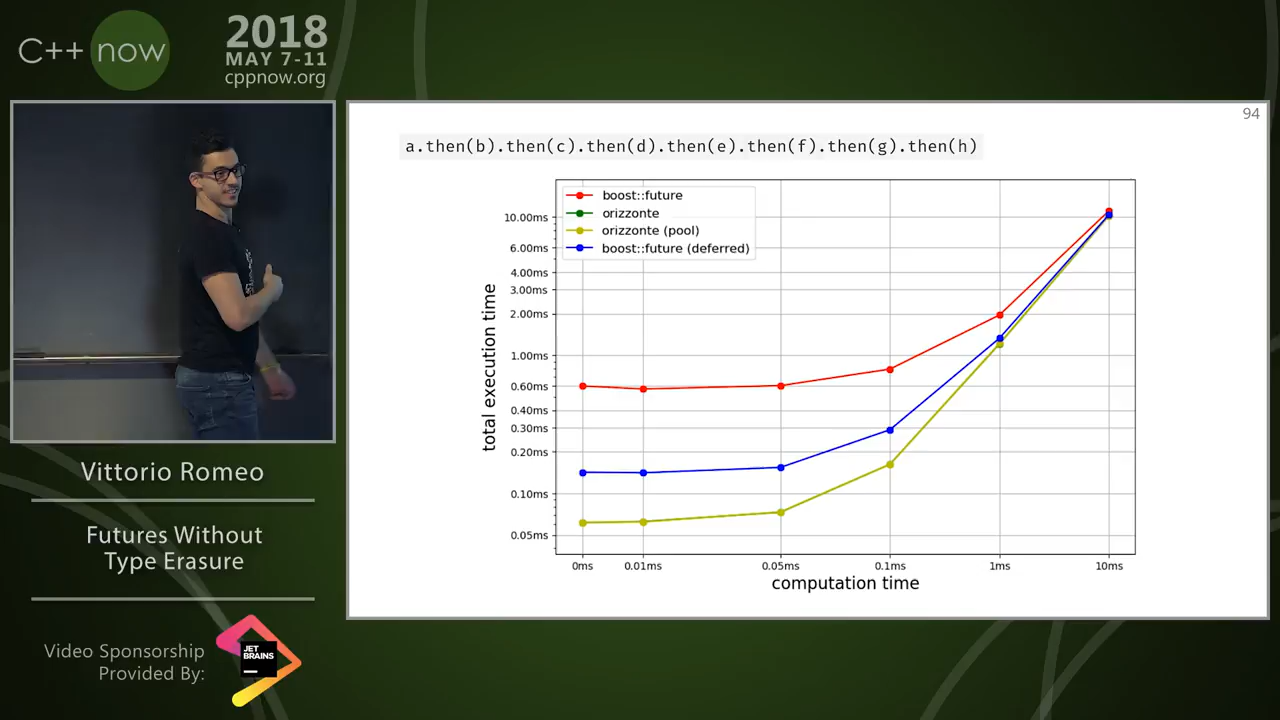 C++ now
2018
MAY 7-11
cppnow.org
94
a.then(b).then(c).then(d).then(e).then(f).then(g).then(h)
boost::future
orizzonte
orizzonte (pool)
boost::future (deferred)
10.00ms
6.00ms
4.00ms
3.00ms
2.00ms
1.00ms
0.60ms
0.40ms
0.30ms
0.20ms
0.10ms
0.05ms
total execution time
0ms 0.01ms 0.05ms 0.1ms 1ms 10ms
computation time
Vittorio Romeo
Futures Without
Type Erasure
Video Sponsorship
Provided By:
JET
BRAINS